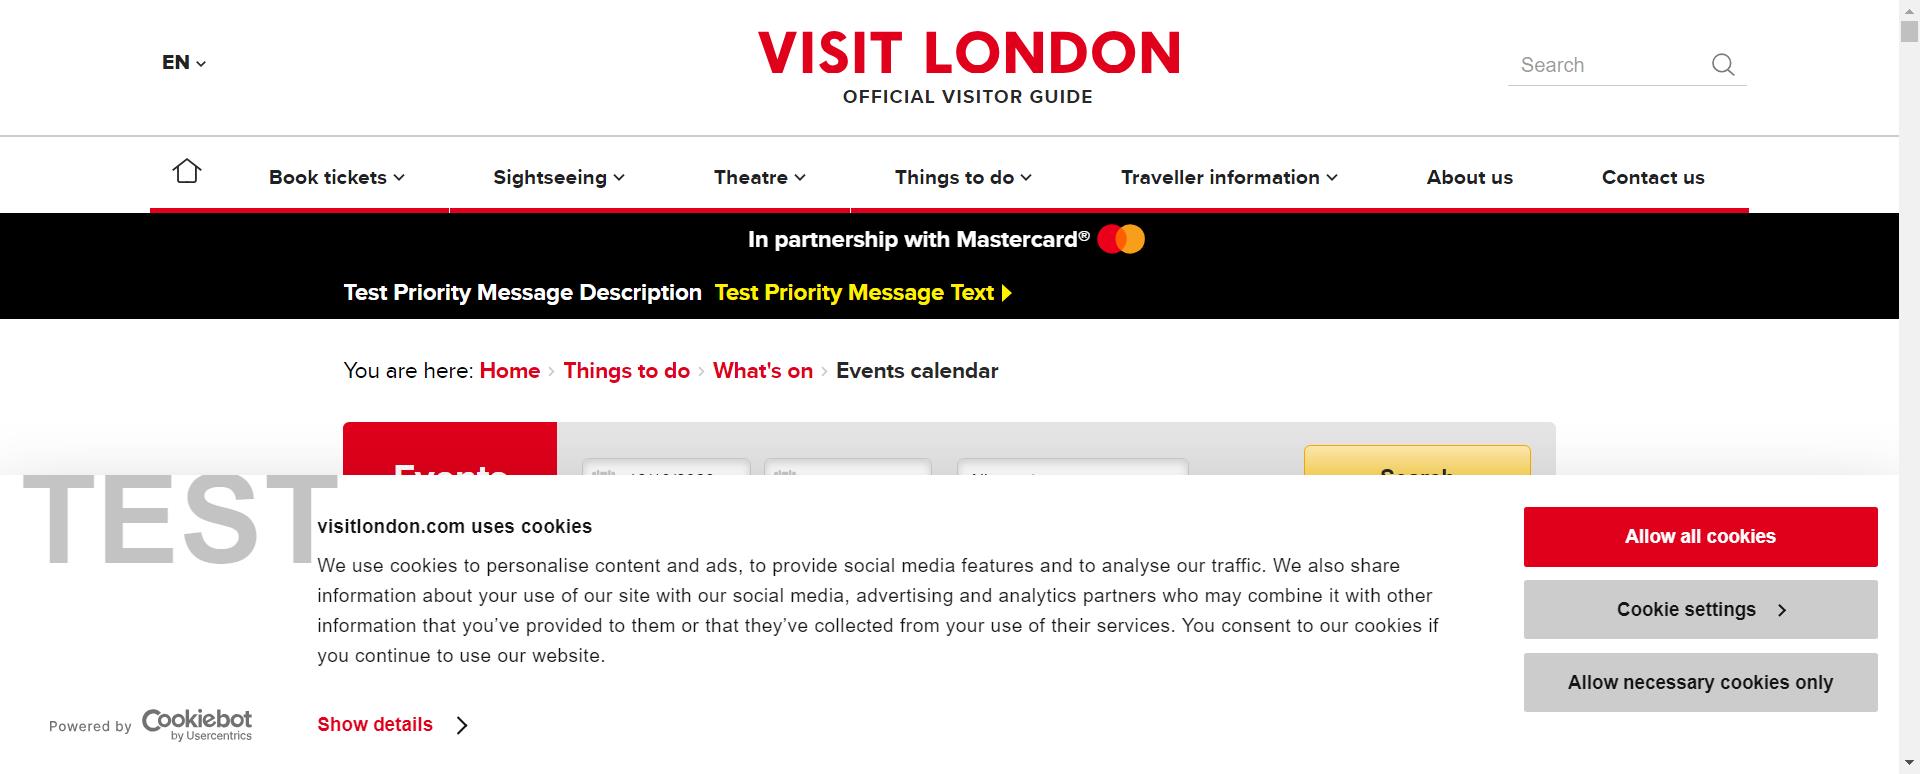 EN
VISIT LONDON
OFFICIAL VISITOR GUIDE
Search
Book tickets
Sightseeing
Theatre
Things to do
Traveller information
About us
Contact us
In partnership with Mastercard®
Test Priority Message Description Test Priority Message Text
You are here: Home › Things to do › What's on › Events calendar
Events
Search
TEST
visitlondon.com uses cookies
We use cookies to personalise content and ads, to provide social media features and to analyse our traffic. We also share
information about your use of our site with our social media, advertising and analytics partners who may combine it with other
information that you’ve provided to them or that they’ve collected from your use of their services. You consent to our cookies if
you continue to use our website.
Show details
Allow all cookies
Cookie settings
Allow necessary cookies only
Powered by Cookiebot
by Usercentrics